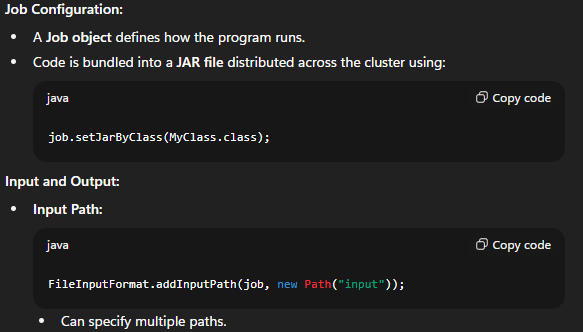 Job Configuration:
• A Job object defines how the program runs.
• Code is bundled into a JAR file distributed across the cluster using:
java
Copy code
job.setJarByClass(MyClass.class);
Input and Output:
• Input Path:
java
Copy code
FileInputFormat.addInputPath(job, new Path("input"));
• Can specify multiple paths.